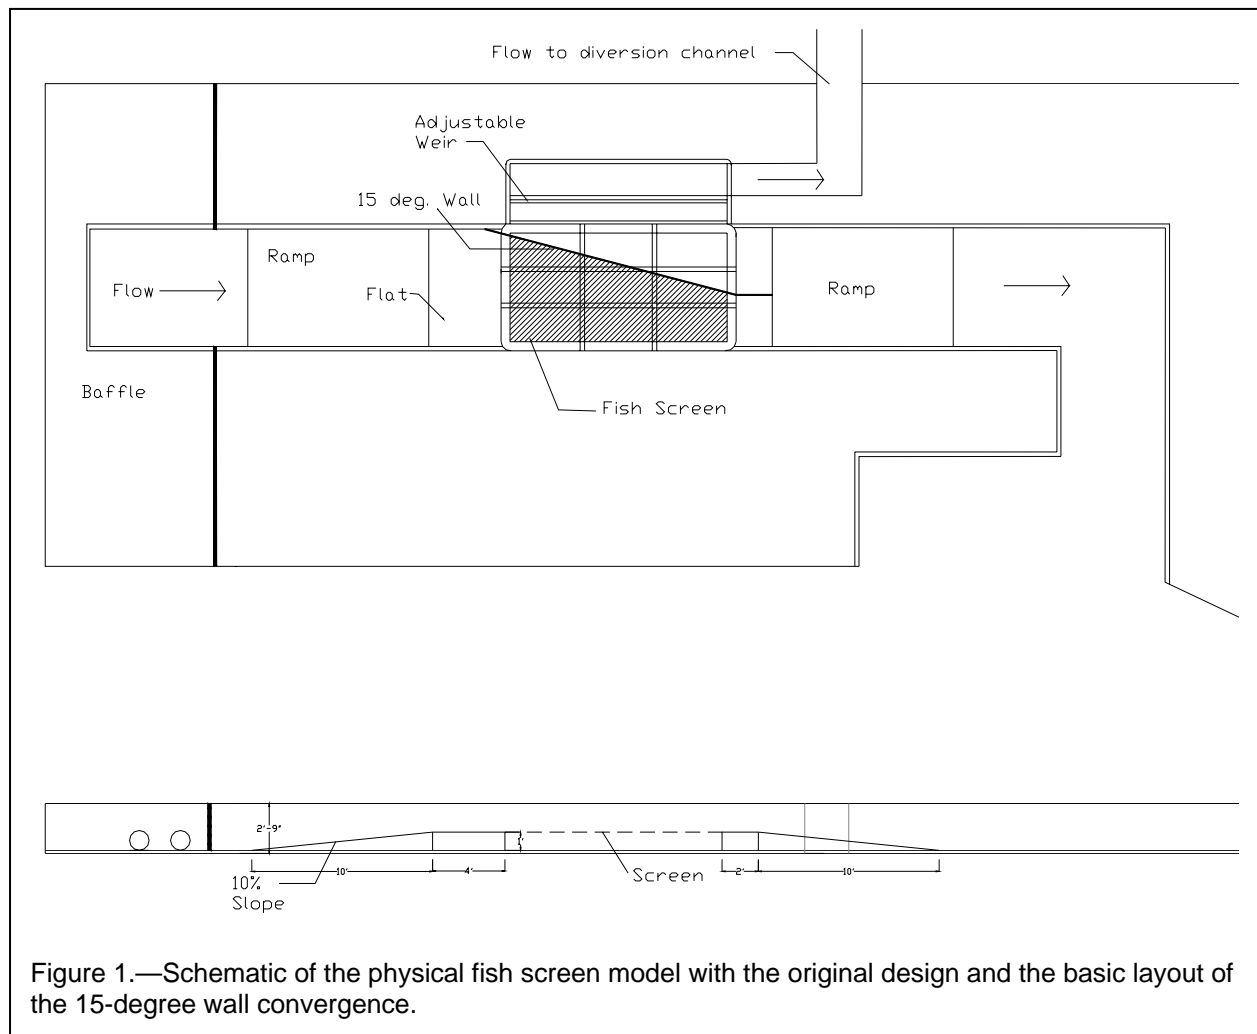 Flow to diversion channel
Adjustable
Weir
15 deg. Wall
Ramp
Flow
Flat
Ramp
Baffle
Fish Screen
2'-9"
1'
10'
4'
Screen
2'
10'
10%
Slope
Figure 1.—Schematic of the physical fish screen model with the original design and the basic layout of
the 15-degree wall convergence.